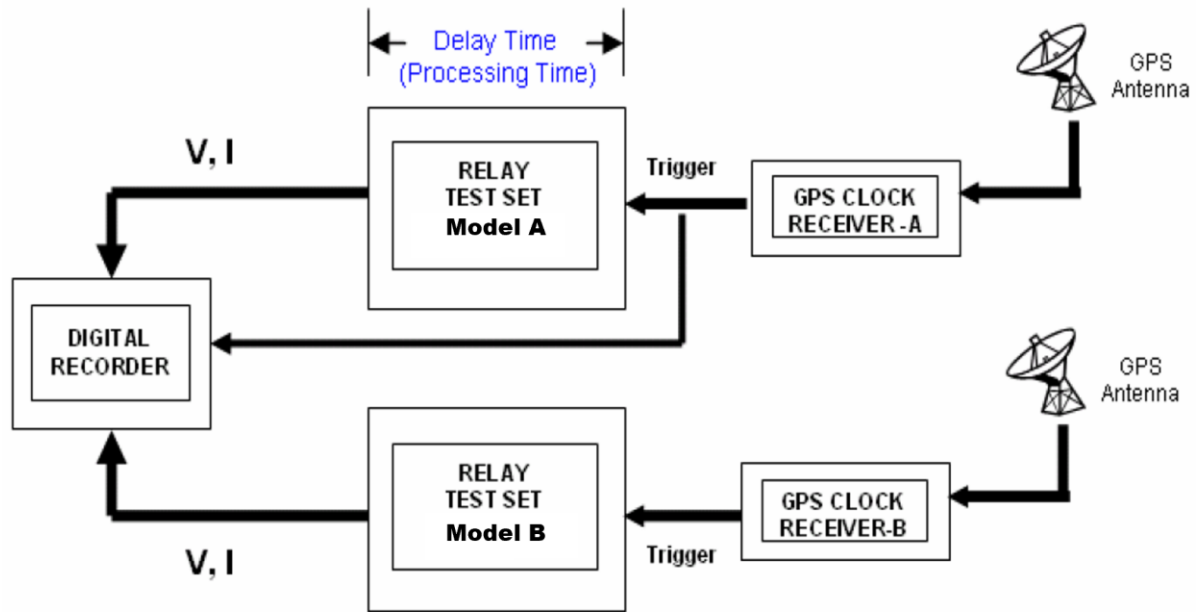 Delay Time
(Processing Time)
GPS
Antenna
V, I
RELAY
TEST SET
Model A
Trigger
GPS CLOCK
RECEIVER -A
DIGITAL
RECORDER
GPS
Antenna
RELAY
TEST SET
Model B
GPS CLOCK
RECEIVER-B
V, I
Trigger